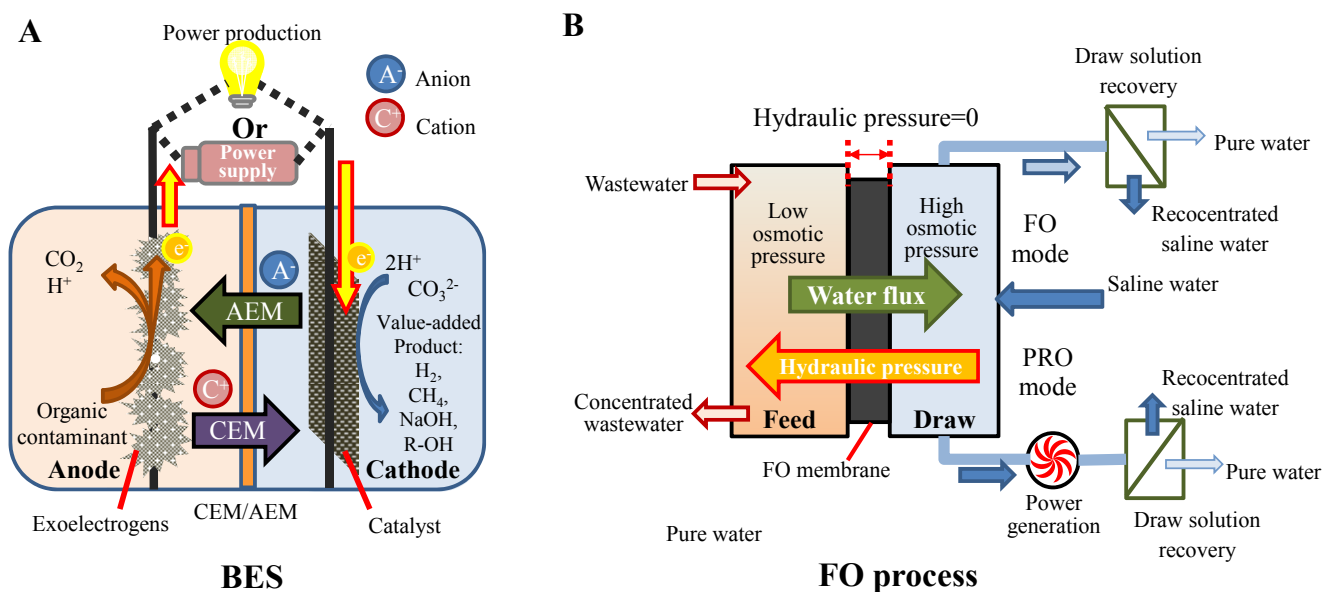 A
Power production
A⁻ Anion
C⁺ Cation
Or
Power
supply
e⁻
CO₂
H⁺
A⁻
AEM
C⁺
CEM
Organic
contaminant
Anode
e⁻
2H⁺
CO₃²⁻
Value-added
Product:
H₂,
CH₄,
NaOH,
R-OH
Cathode
Exoelectrogens
CEM/AEM
Catalyst
BES
B
Hydraulic pressure=0
Wastewater
Low
osmotic
pressure
High
osmotic
pressure
Water flux
Hydraulic pressure
Concentrated
wastewater
Feed
Draw
FO membrane
Draw solution
recovery
Pure water
Recocentrated
saline water
FO
mode
Saline water
PRO
mode
Recocentrated
saline water
Pure water
Power
generation
Draw solution
recovery
Pure water
FO process